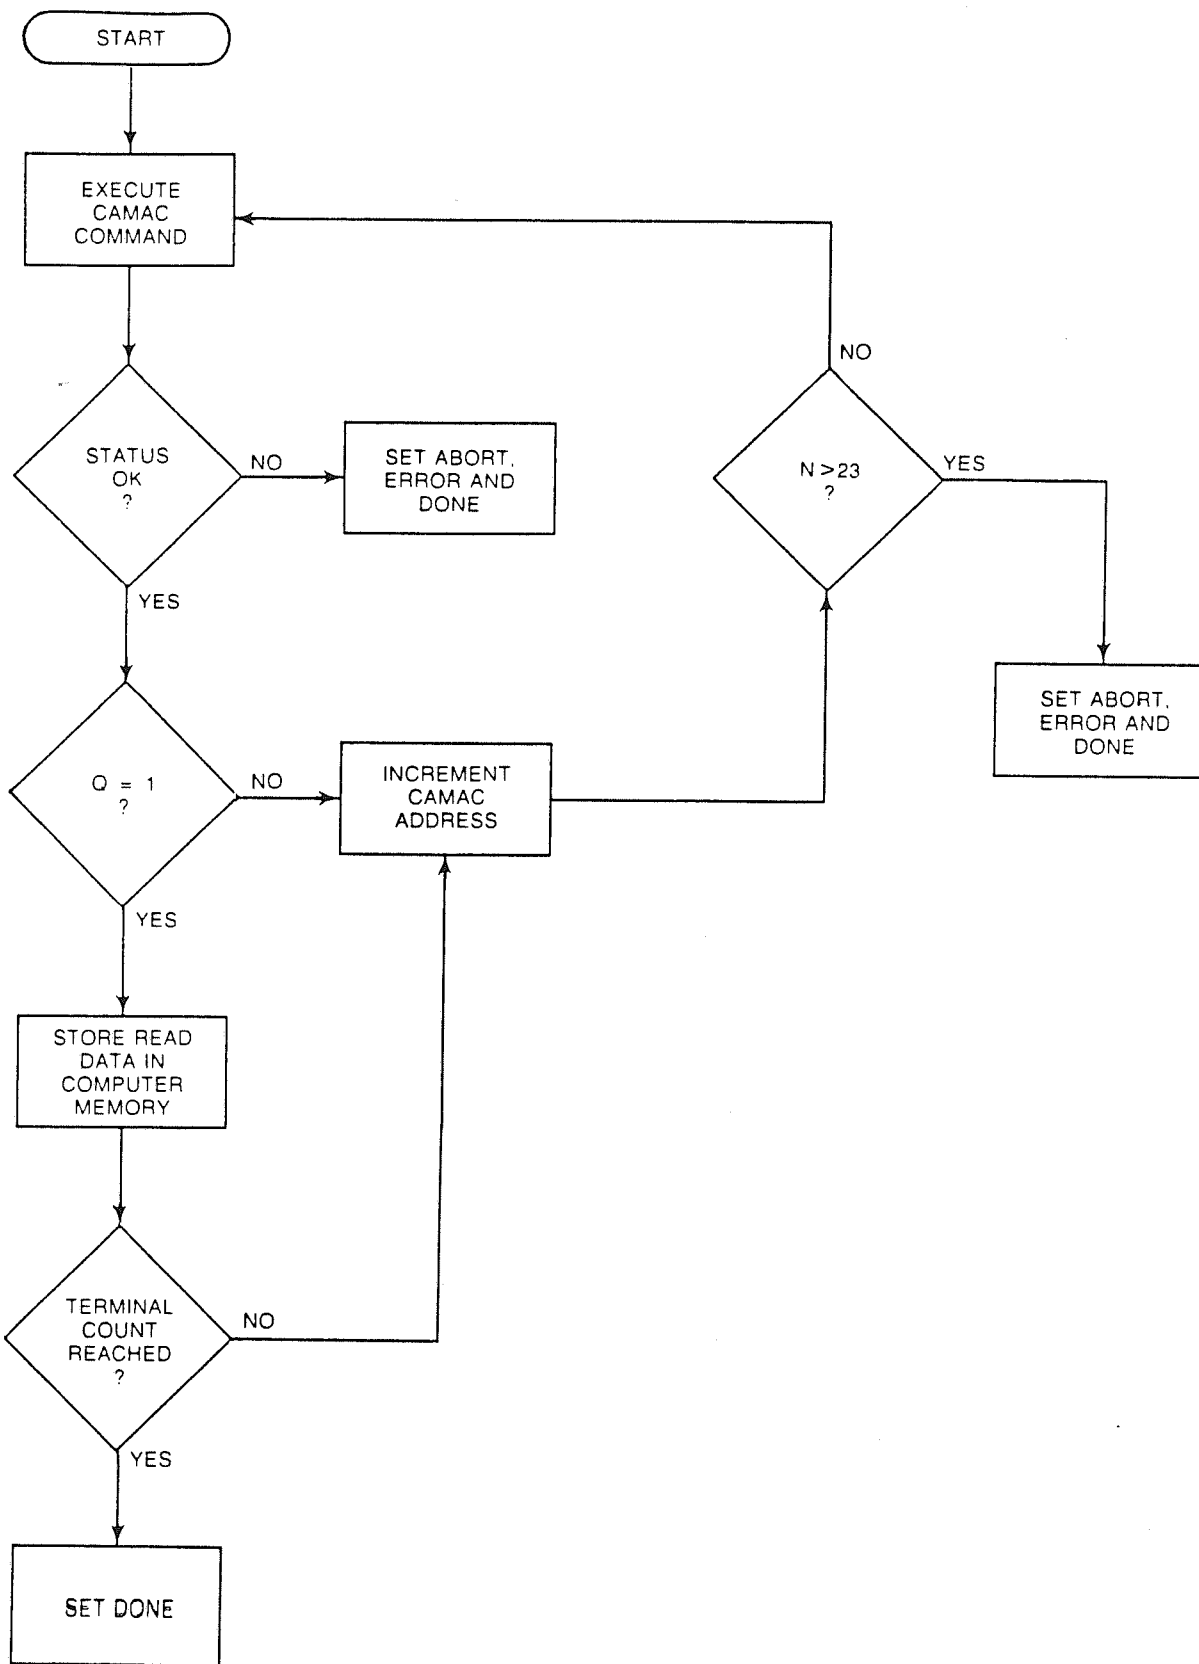 START
EXECUTE
CAMAC
COMMAND
NO
STATUS
OK
?
NO
SET ABORT,
ERROR AND
DONE
N > 23
?
YES
YES
SET ABORT,
ERROR AND
DONE
Q = 1
?
NO
INCREMENT
CAMAC
ADDRESS
YES
STORE READ
DATA IN
COMPUTER
MEMORY
TERMINAL
COUNT
REACHED
?
NO
YES
SET DONE